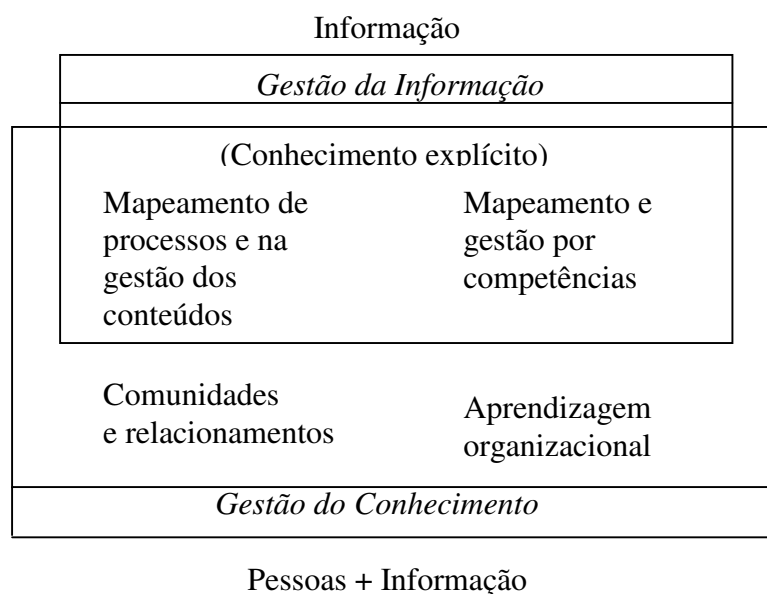 Informação
Gestão da Informação
(Conhecimento explícito)
Mapeamento de
processos e na
gestão dos
conteúdos
Mapeamento e
gestão por
competências
Comunidades
e relacionamentos
Aprendizagem
organizacional
Gestão do Conhecimento
Pessoas + Informação